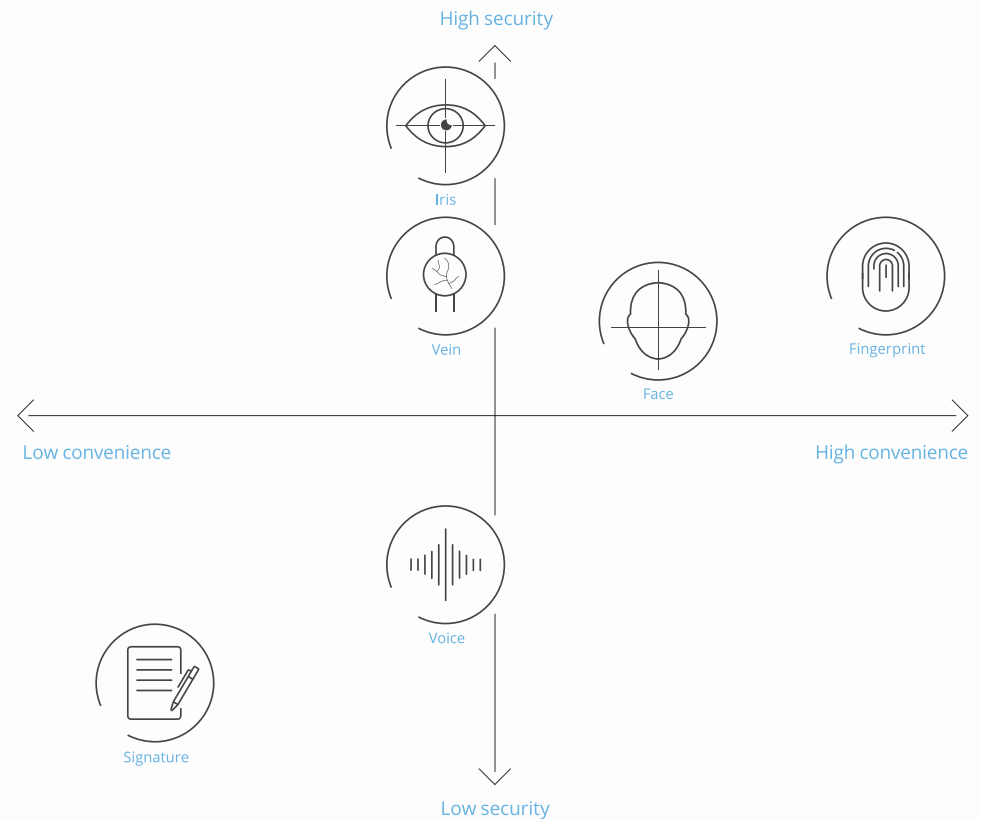 High security
Iris
Vein
Fingerprint
Face
Low convenience
High convenience
Voice
Signature
Low security